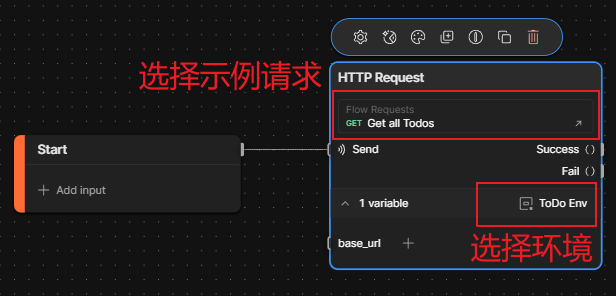 选择示例请求
HTTP Request
Flow Requests
GET Get all Todos
Start
Send
Success
Fail
Add input
1 variable
ToDo Env
base_url
选择环境